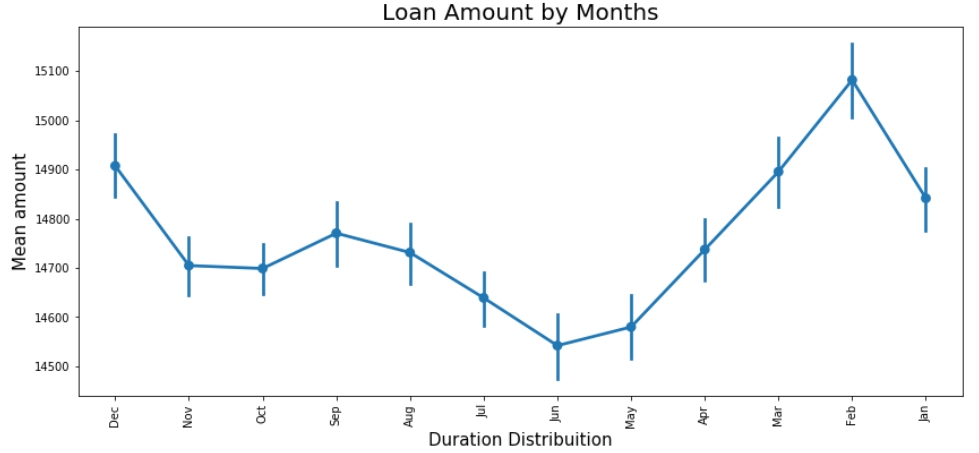 Loan Amount by Months
Mean amount
15100
15000
14900
14800
14700
14600
14500
Dec
Nov
Oct
Sep
Aug
Jul
Jun
May
Apr
Mar
Feb
Jan
Duration Distribuition